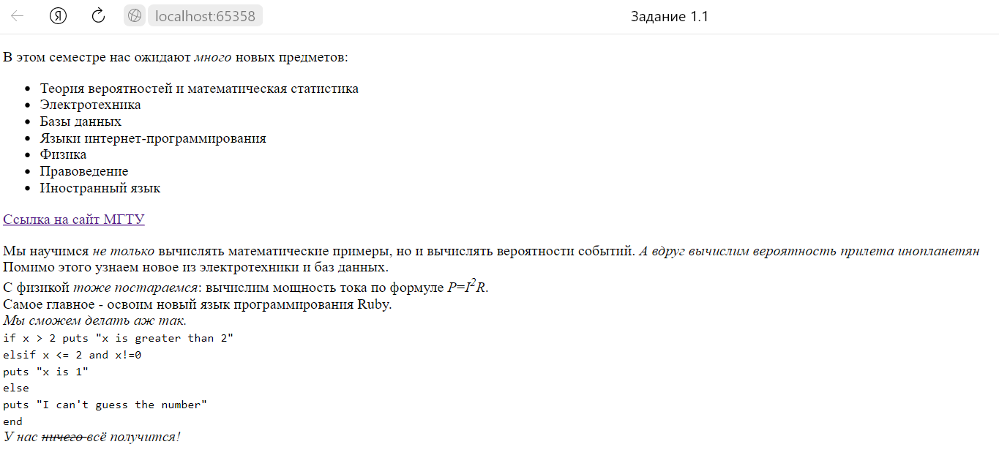 Я localhost:65358 Задание 1.1
В этом семестре нас ожидают много новых предметов:
• Теория вероятностей и математическая статистика
• Электротехника
• Базы данных
• Языки интернет-программирования
• Физика
• Правоведение
• Иностранный язык
Ссылка на сайт МГТУ
Мы научимся не только вычислять математические примеры, но и вычислять вероятности событий. А вдруг вычислим вероятность прилета инопланетян
Помимо этого узнаем новое из электротехники и баз данных.
С физикой тоже постараемся: вычислим мощность тока по формуле P=I²R.
Самое главное - освоим новый язык программирования Ruby.
Мы сможем делать аж так.
if x > 2 puts "x is greater than 2"
elsif x <= 2 and x!=0
puts "x is 1"
else
puts "I can't guess the number"
end
У нас ничего всё получится!